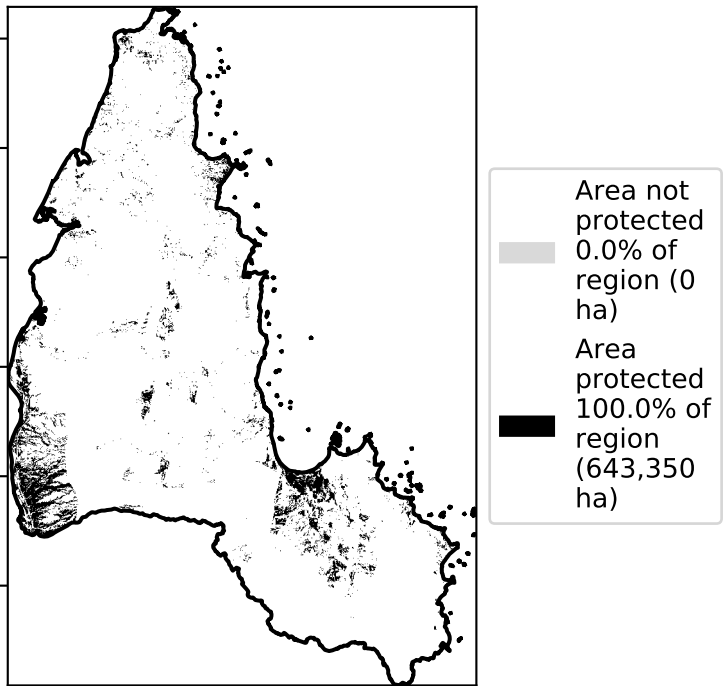 Area not
protected
0.0% of
region (0
ha)
Area
protected
100.0% of
region
(643,350
ha)